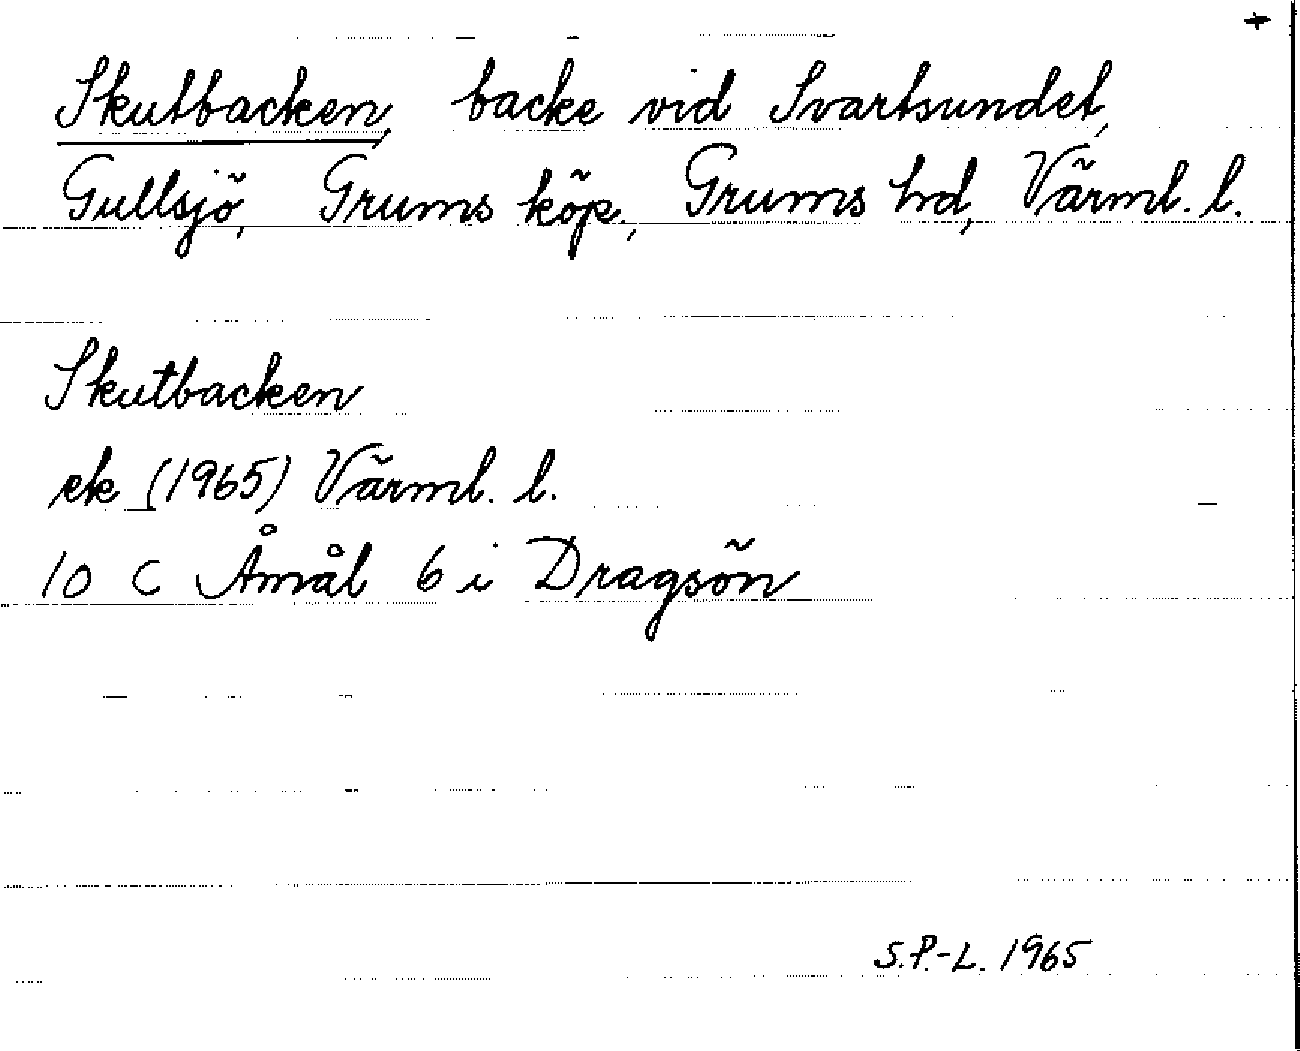 +
Skutbacken, backe vid Svartsundet,
Gullsjö, Grums köp., Grums hd, Värml. l.
Skutbacken
ek (1965) Värml. l.
10 C Åmål 6 i Dragsön
S.P.-L. 1965